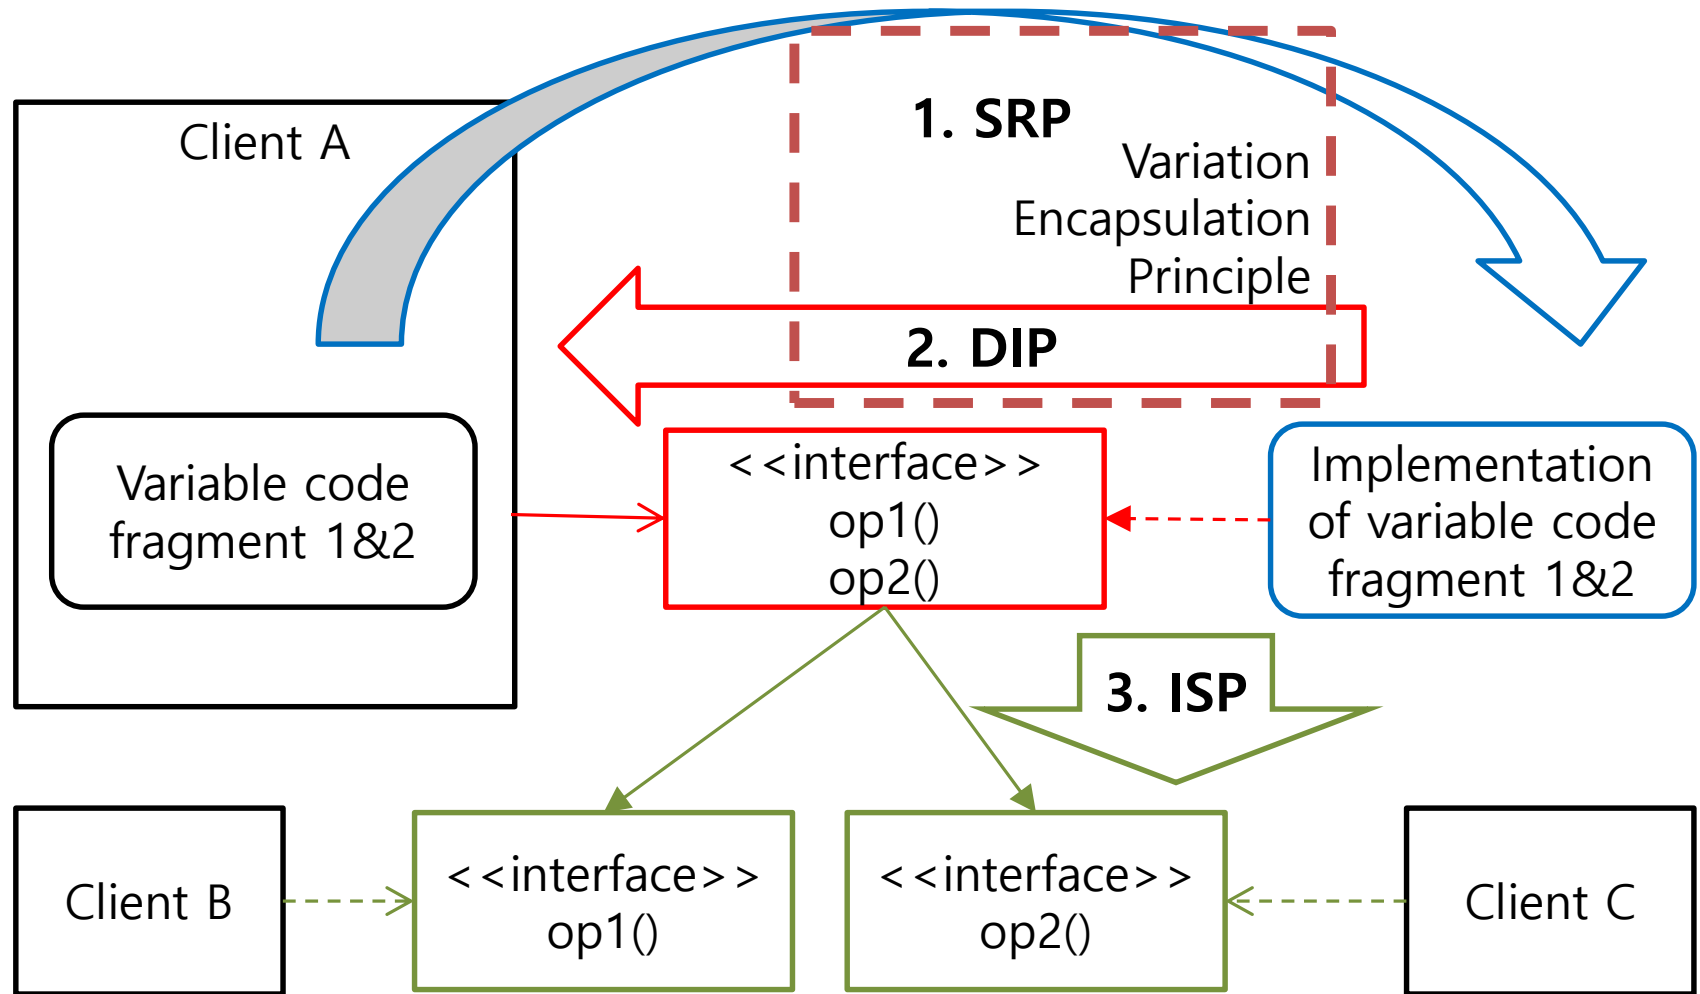 Client A
1. SRP
Variation
Encapsulation
Principle
2. DIP
Variable code
fragment 1&2
<<interface>>
op1()
op2()
Implementation
of variable code
fragment 1&2
3. ISP
Client B
<<interface>>
op1()
<<interface>>
op2()
Client C